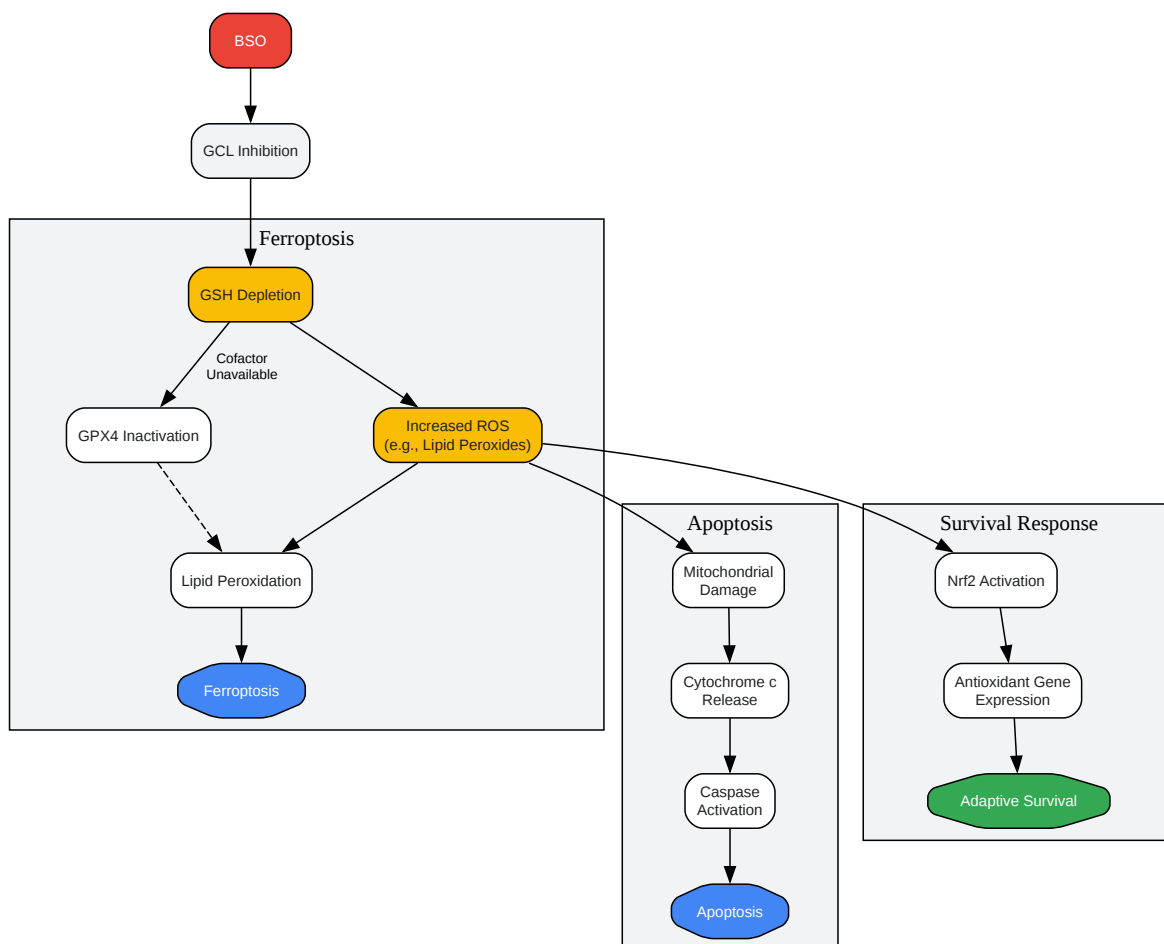 BSO
GCL Inhibition
Ferroptosis
GSH Depletion
Cofactor
Unavailable
GPX4 Inactivation
Increased ROS
(e.g., Lipid Peroxides)
Lipid Peroxidation
Ferroptosis
Apoptosis
Mitochondrial
Damage
Cytochrome c
Release
Caspase
Activation
Apoptosis
Survival Response
Nrf2 Activation
Antioxidant Gene
Expression
Adaptive Survival